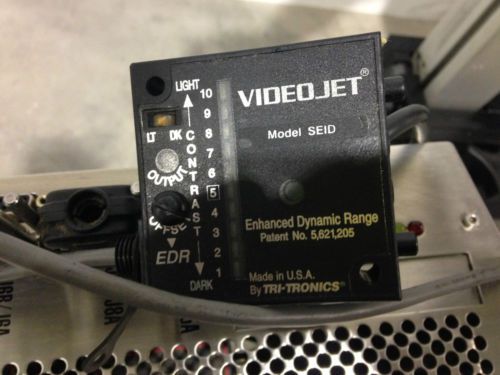 LIGHT
10
9
8
7
6
5
4
3
2
1
DARK
CONTRAST
LT DK
OUTPUT
OFFSET
EDR
VIDEOJET®
Model SEID
Enhanced Dynamic Range
Patent No. 5,621,205
Made in U.S.A.
By TRI-TRONICS®